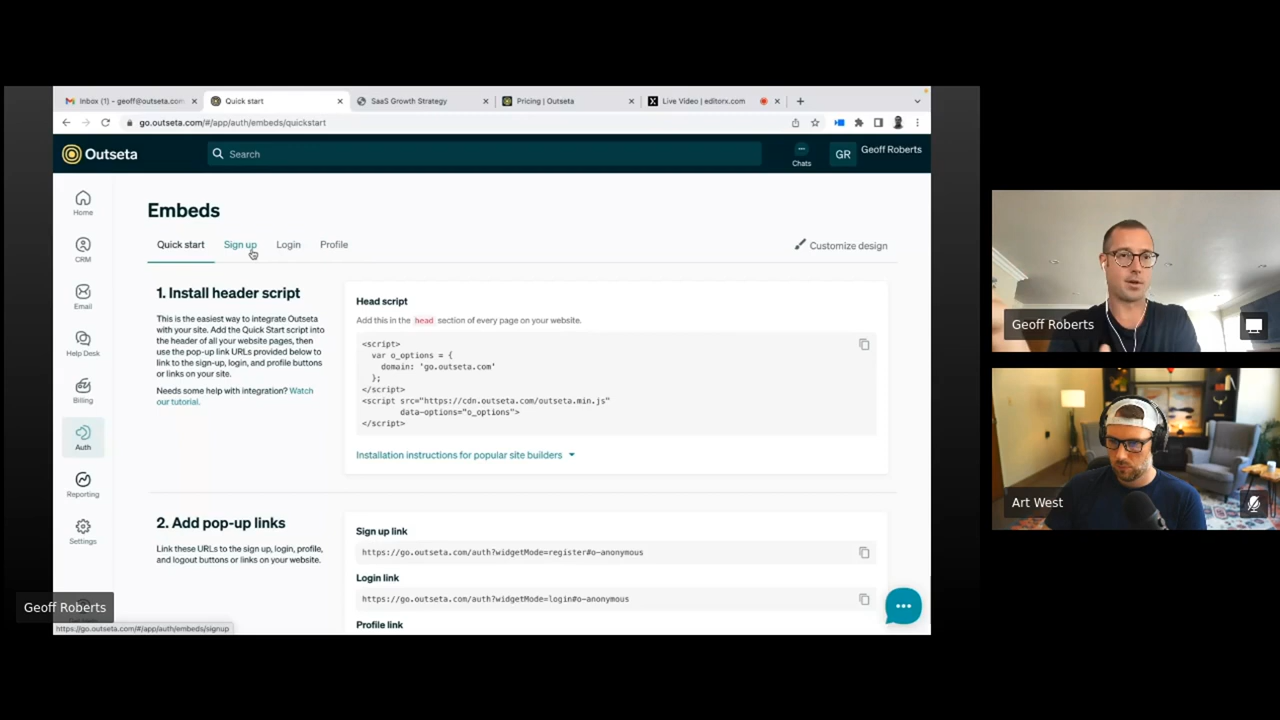 Inbox (1) - geoff@outseta.com
Quick start
SaaS Growth Strategy
Pricing | Outseta
Live Video | editorx.com
go.outseta.com/#/app/auth/embeds/quickstart
Outseta
Search
Chats
GR
Geoff Roberts
Home
CRM
Email
Help Desk
Billing
Auth
Reporting
Settings
Embeds
Quick start
Sign up
Login
Profile
Customize design
1. Install header script
This is the easiest way to integrate Outseta
with your site. Add the Quick Start script into
the header of all your website pages, then
use the pop-up link URLs provided below to
link to the sign-up, login, and profile buttons
or links on your site.
Needs some help with integration? Watch
our tutorial.
Head script
Add this in the head section of every page on your website.
<script>
var o_options = {
domain: 'go.outseta.com'
};
</script>
<script src="https://cdn.outseta.com/outseta.min.js"
data-options="o_options">
</script>
Installation instructions for popular site builders
2. Add pop-up links
Link these URLs to the sign up, login, profile,
and logout buttons or links on your website.
Sign up link
https://go.outseta.com/auth?widgetMode=register#o-anonymous
Login link
https://go.outseta.com/auth?widgetMode=login#o-anonymous
Profile link
Geoff Roberts
https://go.outseta.com/#/app/auth/embeds/signup
Geoff Roberts
Art West